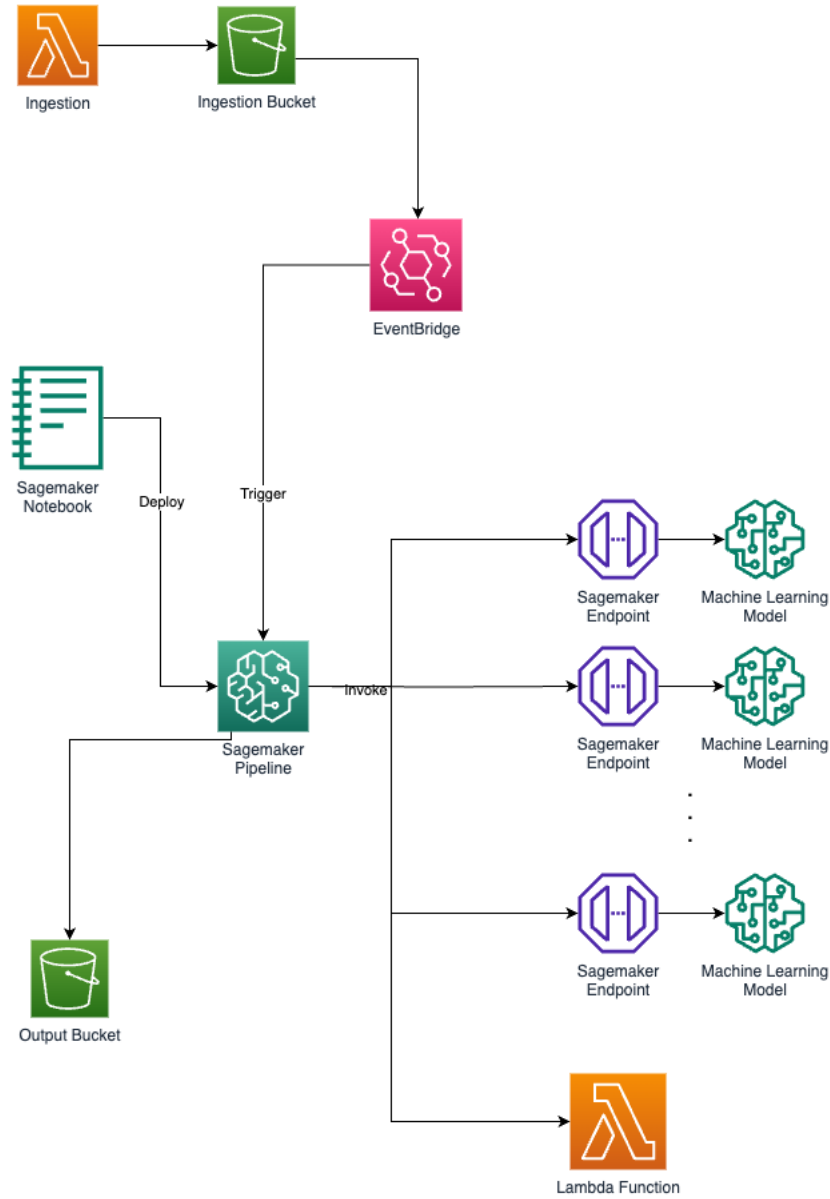 Ingestion
Ingestion Bucket
EventBridge
Sagemaker
Notebook
Deploy
Trigger
Sagemaker
Endpoint
Machine Learning
Model
Invoke
Sagemaker
Pipeline
Sagemaker
Endpoint
Machine Learning
Model
Sagemaker
Endpoint
Machine Learning
Model
Output Bucket
Lambda Function